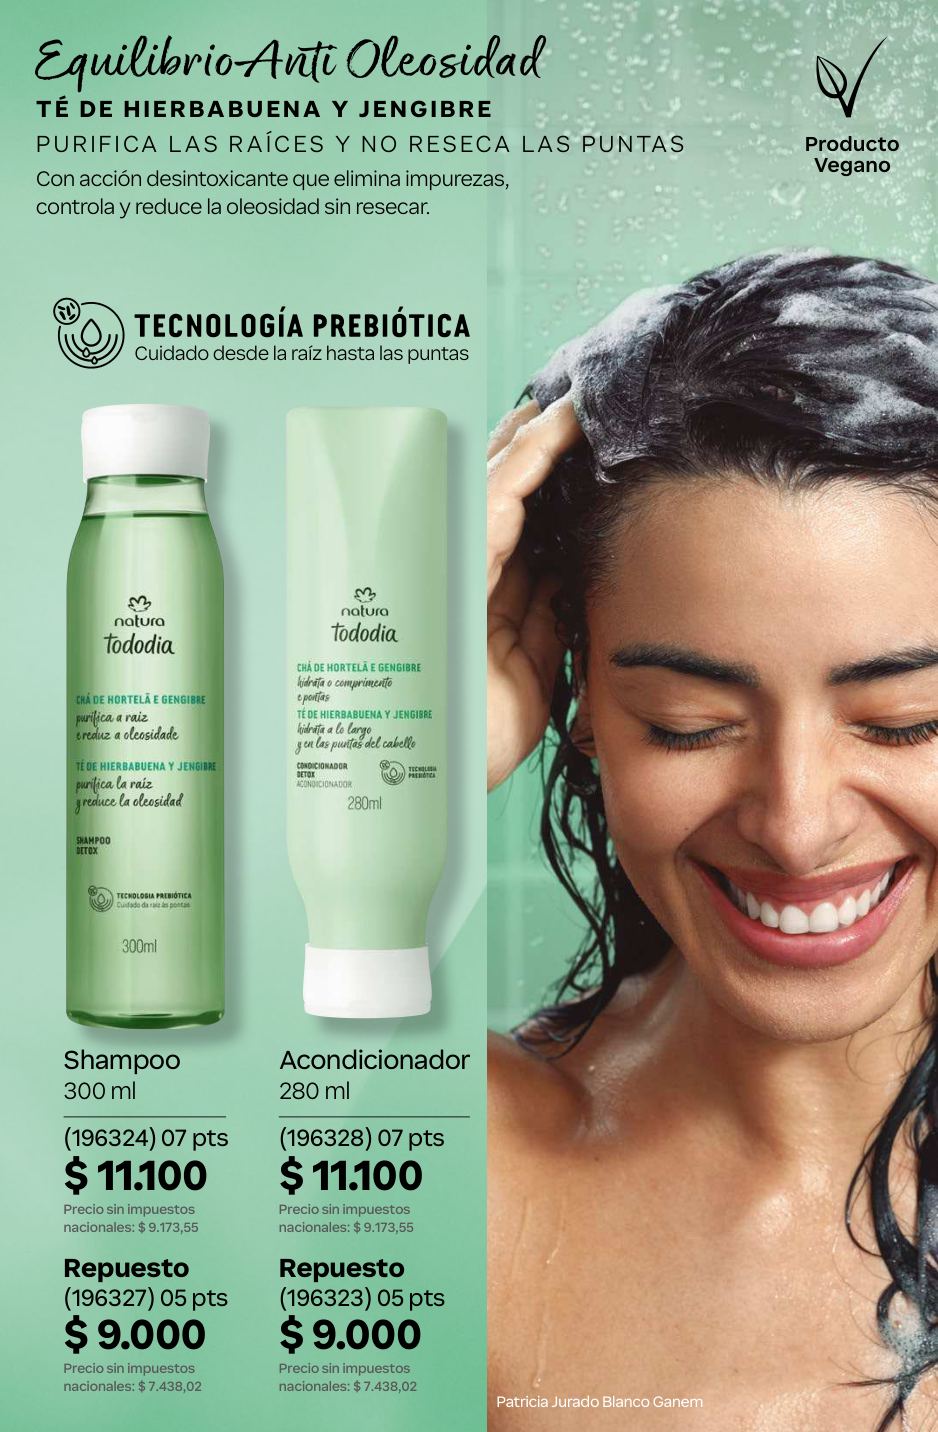 Equilibrio Anti Oleosidad
TÉ DE HIERBABUENA Y JENGIBRE
PURIFICA LAS RAÍCES Y NO RESECA LAS PUNTAS
Con acción desintoxicante que elimina impurezas,
controla y reduce la oleosidad sin resecar.
Producto
Vegano
TECNOLOGÍA PREBIÓTICA
Cuidado desde la raíz hasta las puntas
natura
tododia
CHÁ DE HORTELÃ E GENGIBRE
purifica a raiz
e reduz a oleosidade
TÉ DE HIERBABUENA Y JENGIBRE
purifica la raíz
y reduce la oleosidad
SHAMPOO
DETOX
TECNOLOGIA PREBIÓTICA
Cuidado da raiz às pontas
300ml
natura
tododia
CHÁ DE HORTELÃ E GENGIBRE
hidrata o comprimento
e pontas
TÉ DE HIERBABUENA Y JENGIBRE
hidrata a lo largo
y en las puntas del cabello
CONDICIONADOR
DETOX
ACONDICIONADOR
TECNOLOGIA
PREBIÓTICA
280ml
Shampoo
300 ml
(196324) 07 pts
$ 11.100
Precio sin impuestos
nacionales: $ 9.173,55
Repuesto
(196327) 05 pts
$ 9.000
Precio sin impuestos
nacionales: $ 7.438,02
Acondicionador
280 ml
(196328) 07 pts
$ 11.100
Precio sin impuestos
nacionales: $ 9.173,55
Repuesto
(196323) 05 pts
$ 9.000
Precio sin impuestos
nacionales: $ 7.438,02
Patricia Jurado Blanco Ganem